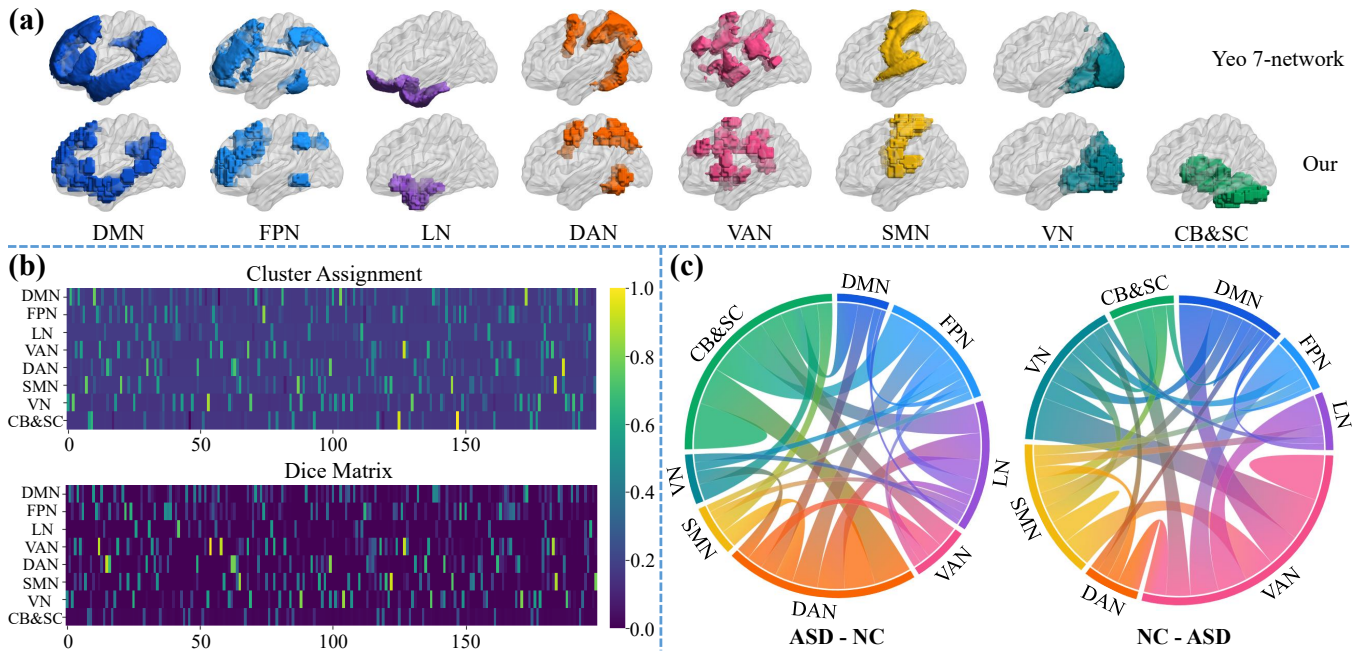 (a)
Yeo 7-network
Our
DMN FPN LN DAN VAN SMN VN CB&SC
(b)
Cluster Assignment
DMN
FPN
LN
VAN
DAN
SMN
VN
CB&SC
0 50 100 150
Dice Matrix
DMN
FPN
LN
VAN
DAN
SMN
VN
CB&SC
0 50 100 150
1.0
0.8
0.6
0.4
0.2
0.0
(c)
DMN
FPN
LN
VAN
DAN
SMN
VN
CB&SC
ASD - NC
CB&SC
DMN
FPN
LN
VAN
DAN
SMN
VN
NC - ASD